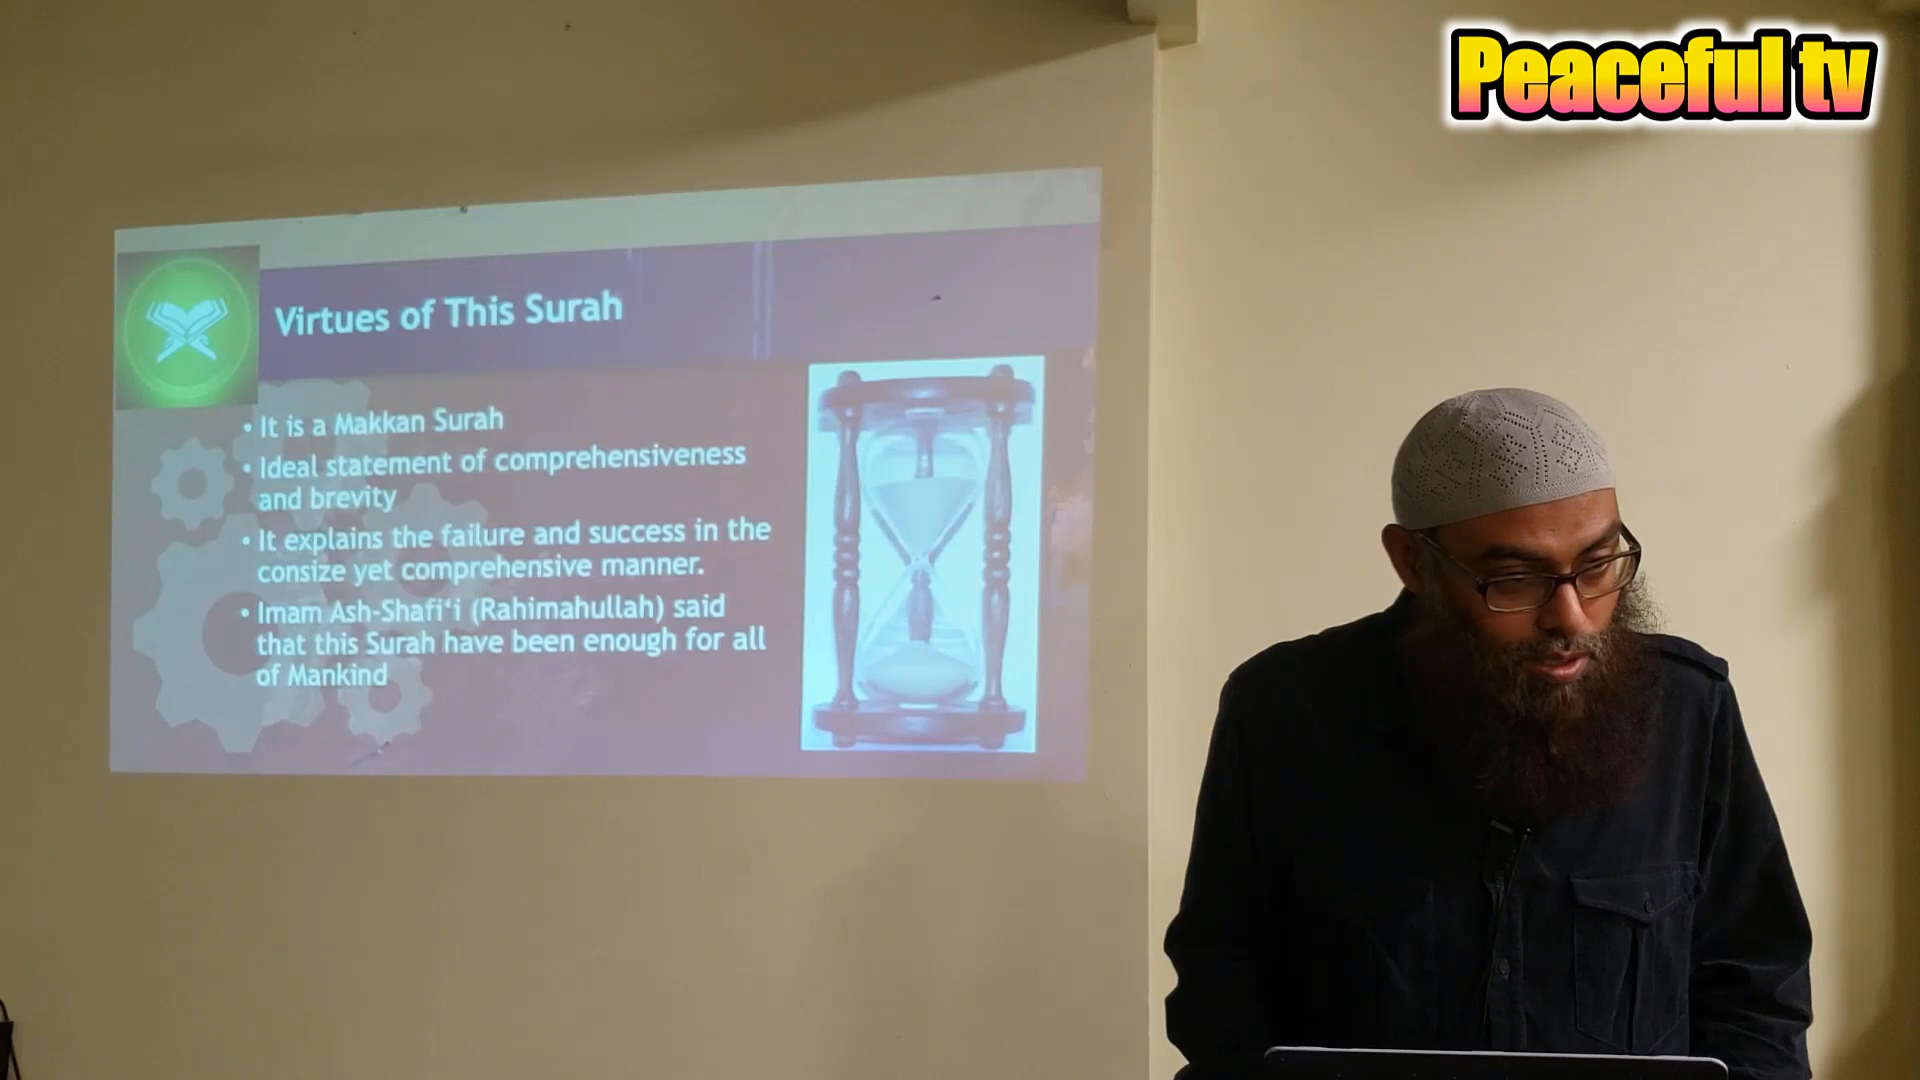 Peaceful tv
Virtues of This Surah
• It is a Makkan Surah
• Ideal statement of comprehensiveness
and brevity
• It explains the failure and success in the
consize yet comprehensive manner.
• Imam Ash-Shafi‘i (Rahimahullah) said
that this Surah have been enough for all
of Mankind